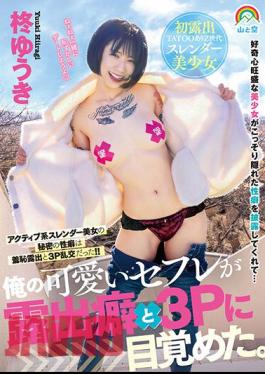 山と空
Yuuki Hiiragi
柊ゆうき
初露出
TATOOありZ世代
スレンダー
美少女
好奇心旺盛な美少女が
こっそり隠れた性癖を披露してくれて…
アクティブ系スレンダー美女の
秘密の性癖は
羞恥露出と3P乱交だった!!
俺の可愛いセフレが
露出癖と3Pに
目覚めた。